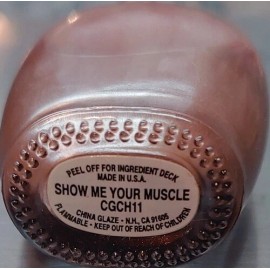 PEEL OFF FOR INGREDIENT DECK
MADE IN U.S.A.
SHOW ME YOUR MUSCLE
CGCH11
CHINA GLAZE - N.H., CA 91605
FLAMMABLE - KEEP OUT OF REACH OF CHILDREN